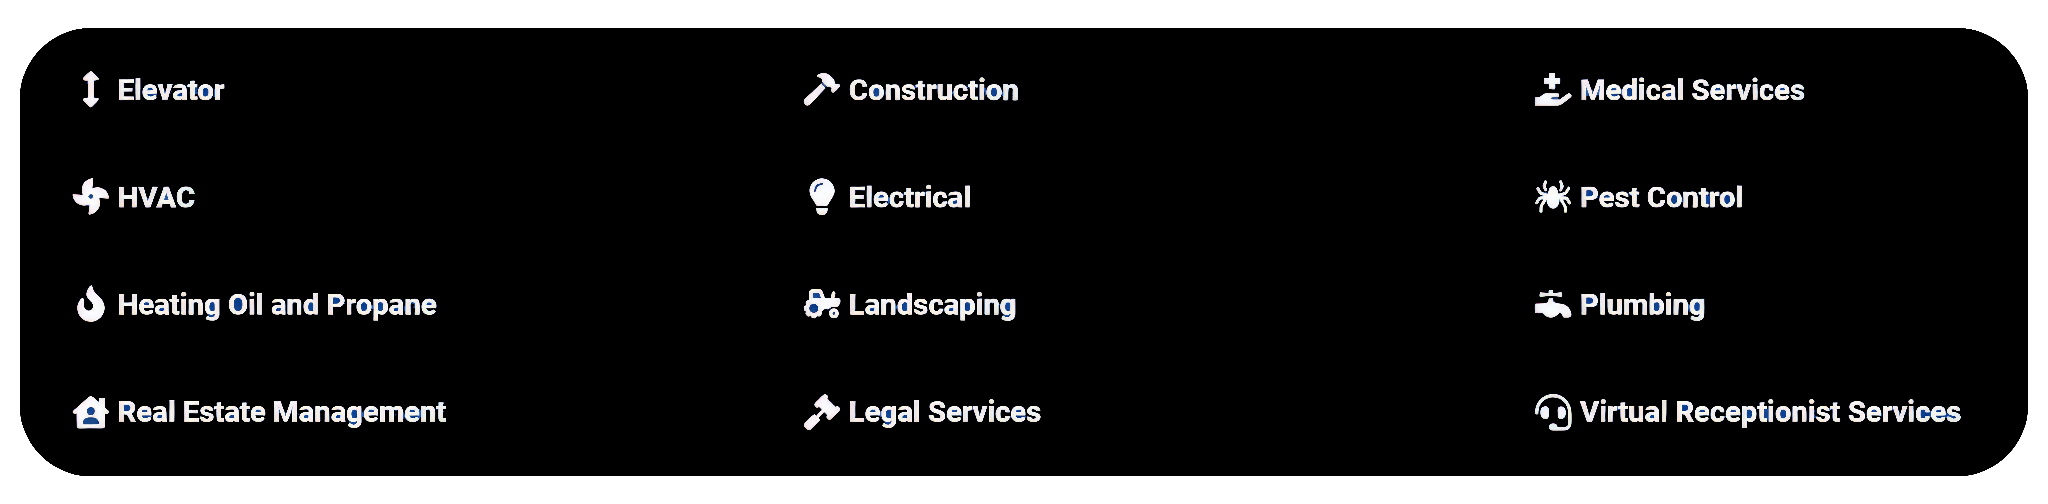 Elevator
Construction
Medical Services
HVAC
Electrical
Pest Control
Heating Oil and Propane
Landscaping
Plumbing
Real Estate Management
Legal Services
Virtual Receptionist Services